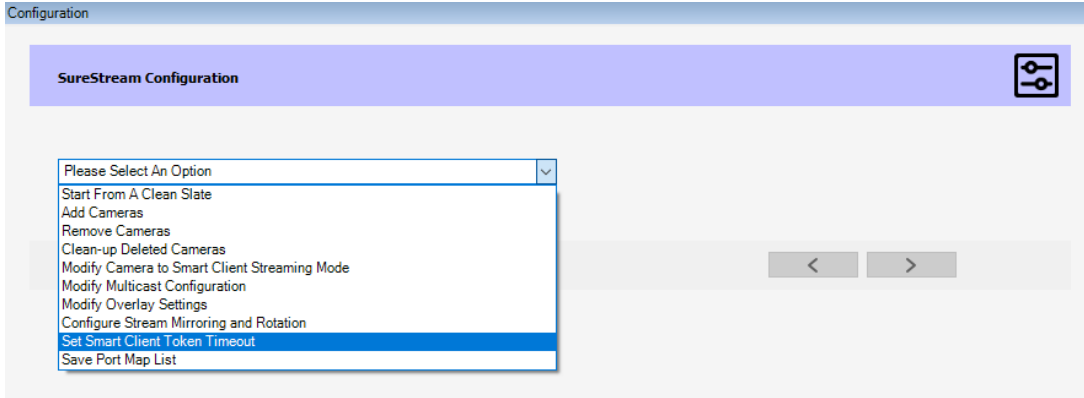 Configuration
SureStream Configuration
Please Select An Option
Start From A Clean Slate
Add Cameras
Remove Cameras
Clean-up Deleted Cameras
Modify Camera to Smart Client Streaming Mode
Modify Multicast Configuration
Modify Overlay Settings
Configure Stream Mirroring and Rotation
Set Smart Client Token Timeout
Save Port Map List
< >